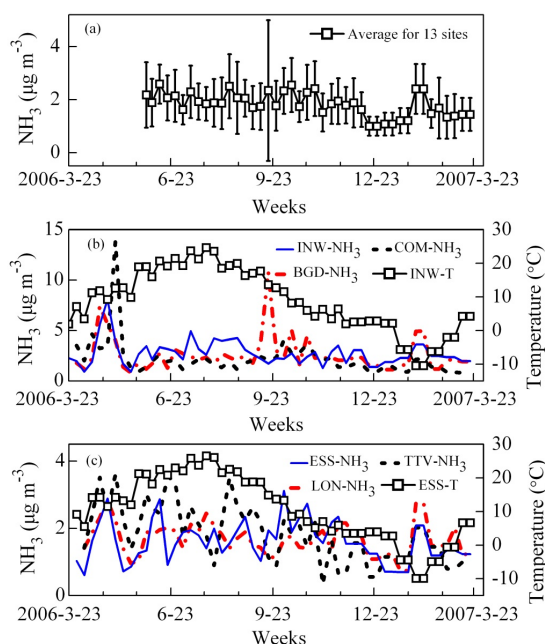 (a)
Average for 13 sites
NH3 (μg m-3)
4
2
0
2006-3-23 6-23 9-23 12-23 2007-3-23
Weeks
(b)
INW-NH3 COM-NH3
BGD-NH3 INW-T
NH3 (μg m-3)
15
10
5
0
30
20
10
0
-10
Temperature (°C)
2006-3-23 6-23 9-23 12-23 2007-3-23
Weeks
(c)
ESS-NH3 TTV-NH3
LON-NH3 ESS-T
NH3 (μg m-3)
4
2
0
30
20
10
0
-10
Temperature (°C)
2006-3-23 6-23 9-23 12-23 2007-3-23
Weeks